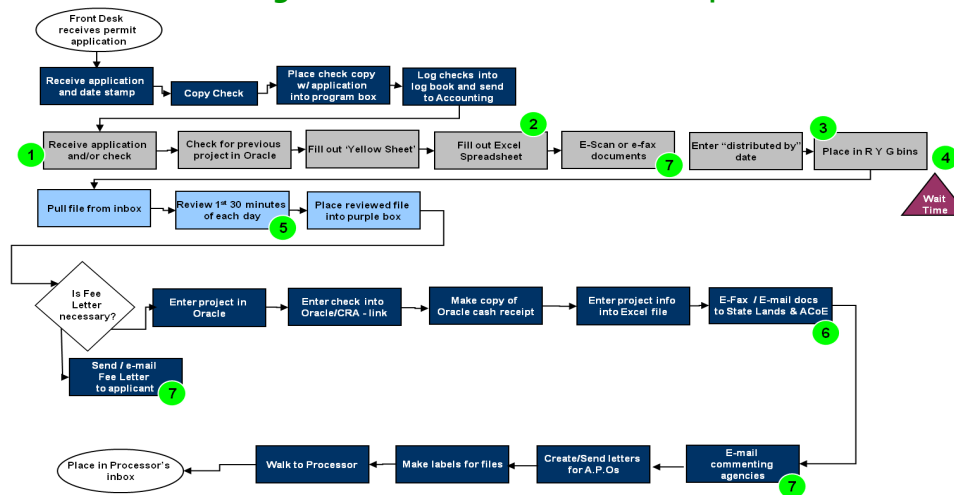 Front Desk
receives permit
application
Receive application
and date stamp
Copy Check
Place check copy
w/ application
into program box
Log checks into
log book and send
to Accounting
1
Receive application
and/or check
Check for previous
project in Oracle
Fill out ‘Yellow Sheet’
2
Fill out Excel
Spreadsheet
E-Scan or e-fax
documents
7
Enter “distributed by”
date
3
Place in R Y G bins
4
Wait
Time
Pull file from inbox
Review 1st 30 minutes
of each day
5
Place reviewed file
into purple box
Is Fee
Letter
necessary?
Enter project in
Oracle
Enter check into
Oracle/CRA - link
Make copy of
Oracle cash receipt
Enter project info
into Excel file
E-Fax / E-mail docs
to State Lands & ACoE
6
Send / e-mail
Fee Letter
to applicant
7
Place in Processor's
inbox
Walk to Processor
Make labels for files
Create/Send letters
for A.P.Os
E-mail
commenting
agencies
7